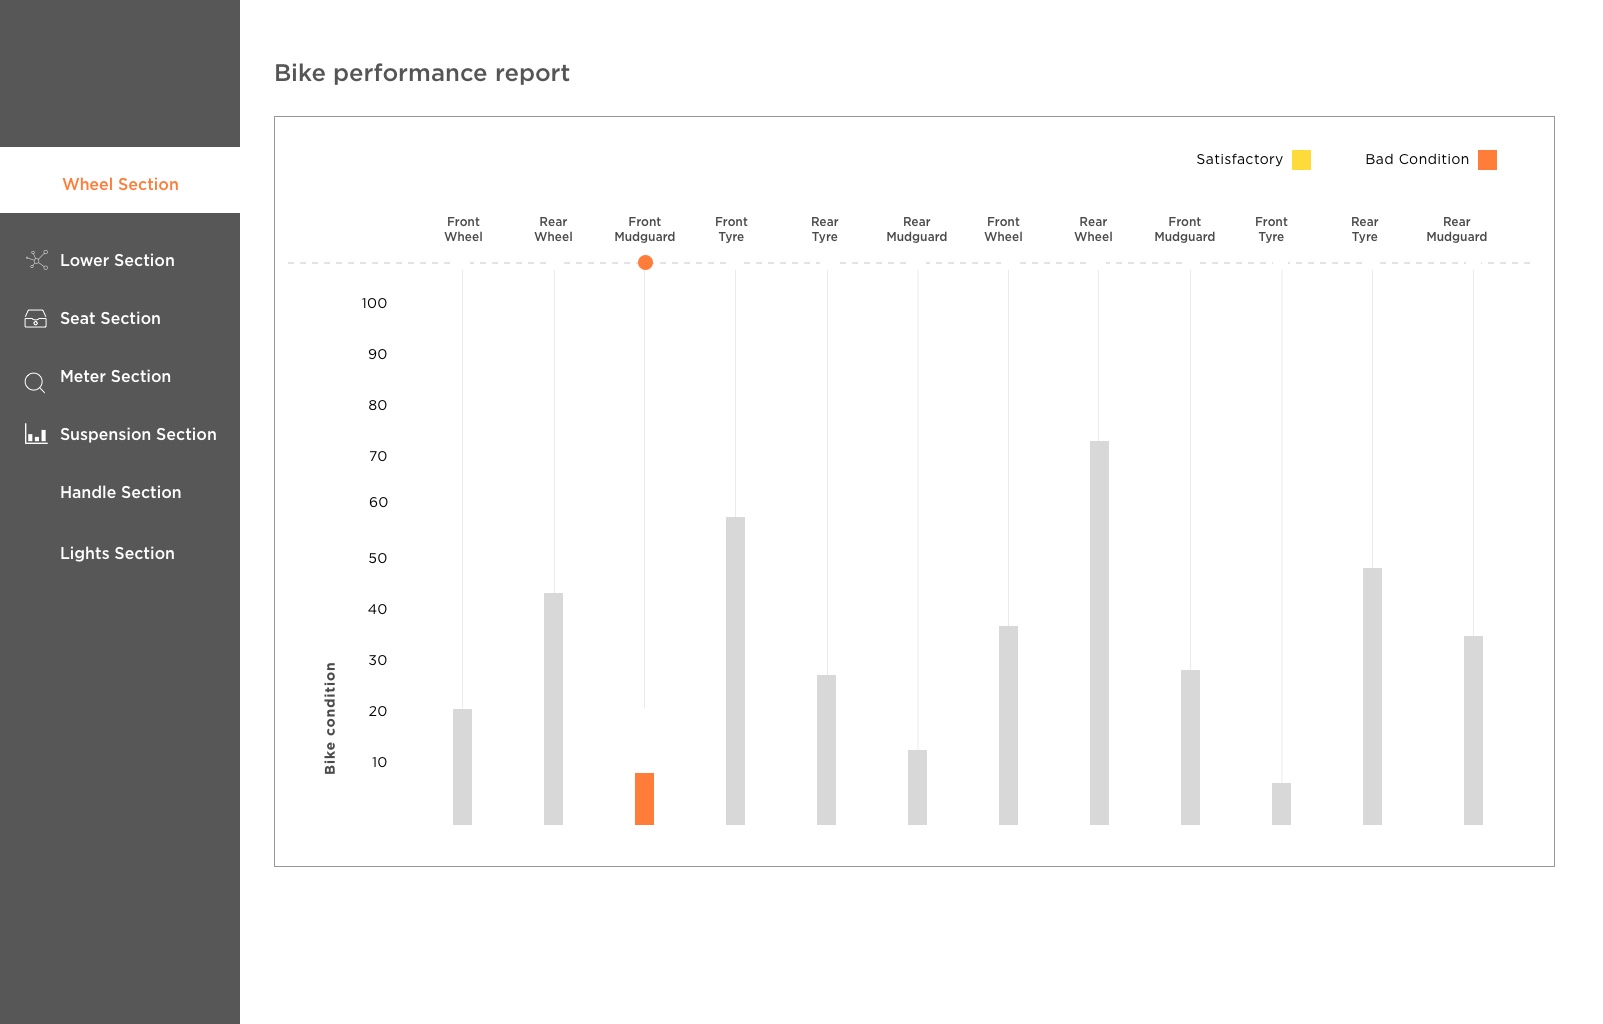 Bike performance report
Wheel Section
Lower Section
Seat Section
Meter Section
Suspension Section
Handle Section
Lights Section
Satisfactory
Bad Condition
Front
Wheel
Rear
Wheel
Front
Mudguard
Front
Tyre
Rear
Tyre
Rear
Mudguard
Front
Wheel
Rear
Wheel
Front
Mudguard
Front
Tyre
Rear
Tyre
Rear
Mudguard
100
90
80
70
60
50
40
30
20
10
Bike condition